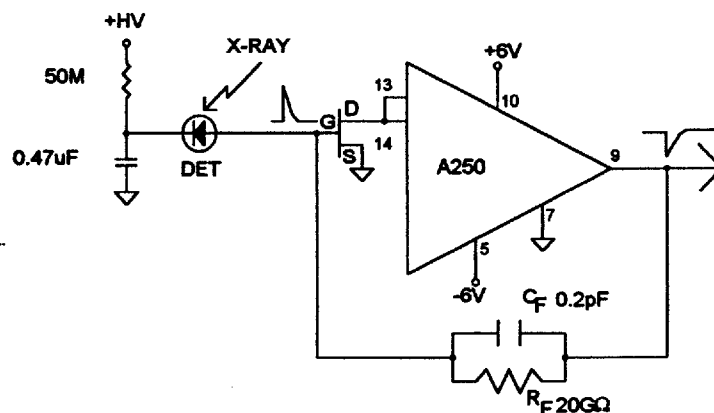 +HV
X-RAY
50M
+6V
13
10
G
D
S
14
0.47uF
DET
A250
9
7
5
-6V
CF 0.2pF
RF 20GΩ